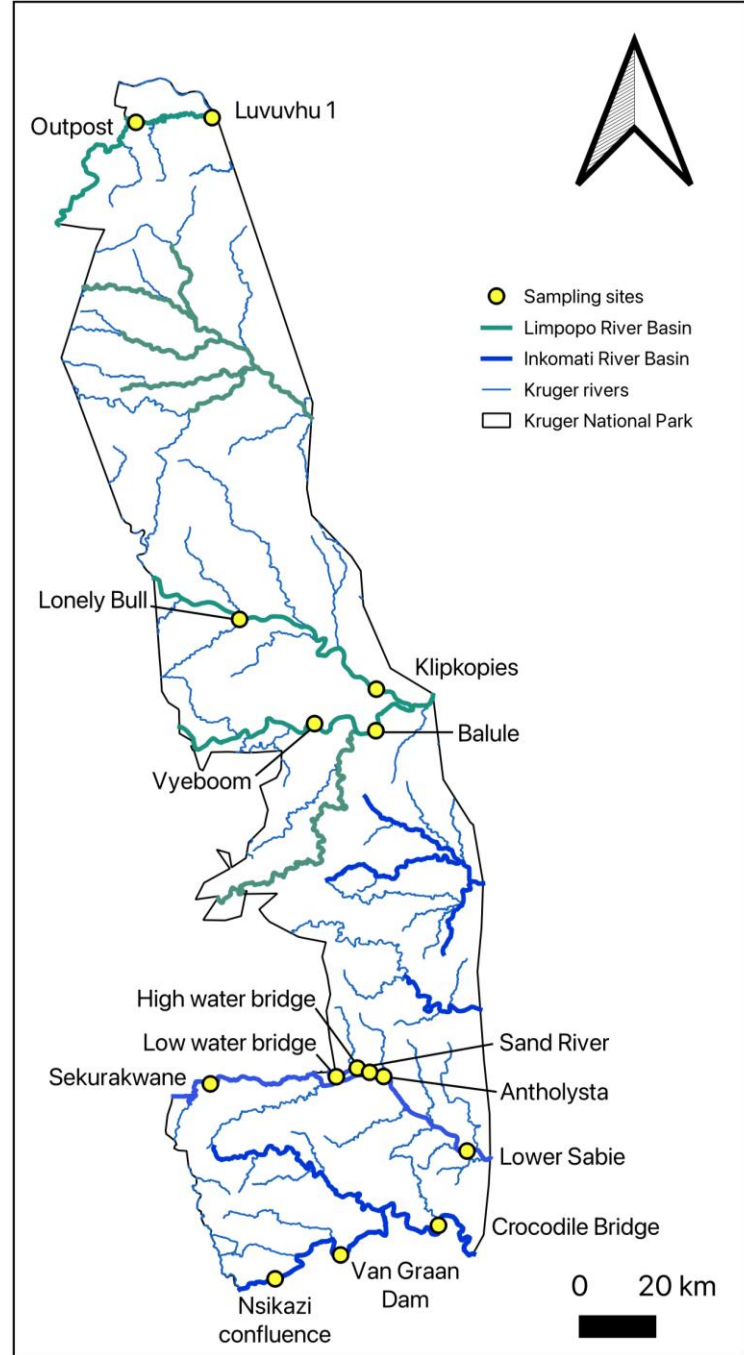 Outpost
Luvuvhu 1
Sampling sites
Limpopo River Basin
Inkomati River Basin
Kruger rivers
Kruger National Park
Lonely Bull
Klipkopies
Balule
Vyeboom
High water bridge
Low water bridge
Sand River
Sekurakwane
Antholysta
Lower Sabie
Crocodile Bridge
Van Graan
Dam
Nsikazi
confluence
0 20 km